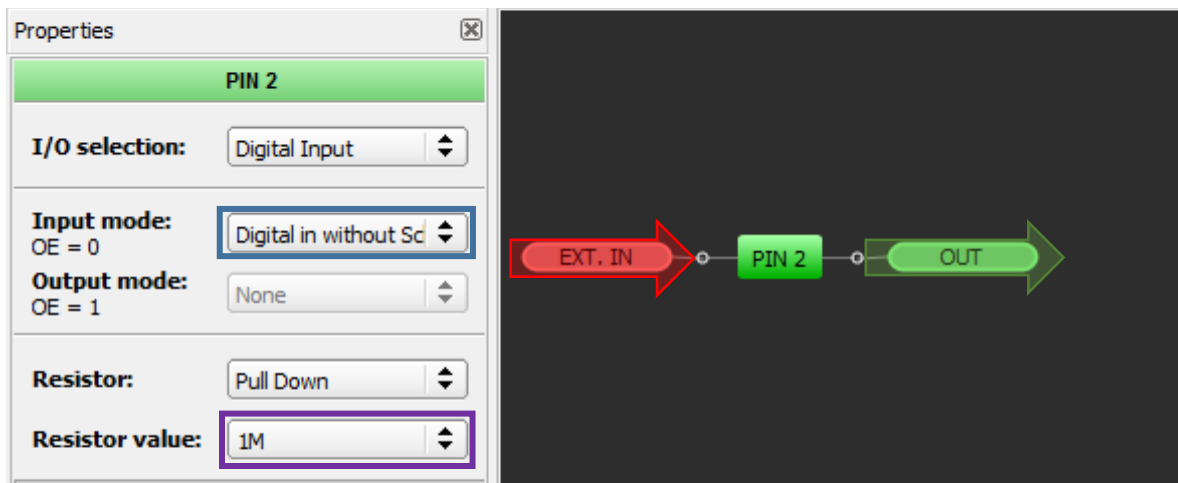 Properties
PIN 2
I/O selection: Digital Input
Input mode: Digital in without Sc
OE = 0
Output mode: None
OE = 1
Resistor: Pull Down
Resistor value: 1M
EXT. IN PIN 2 OUT